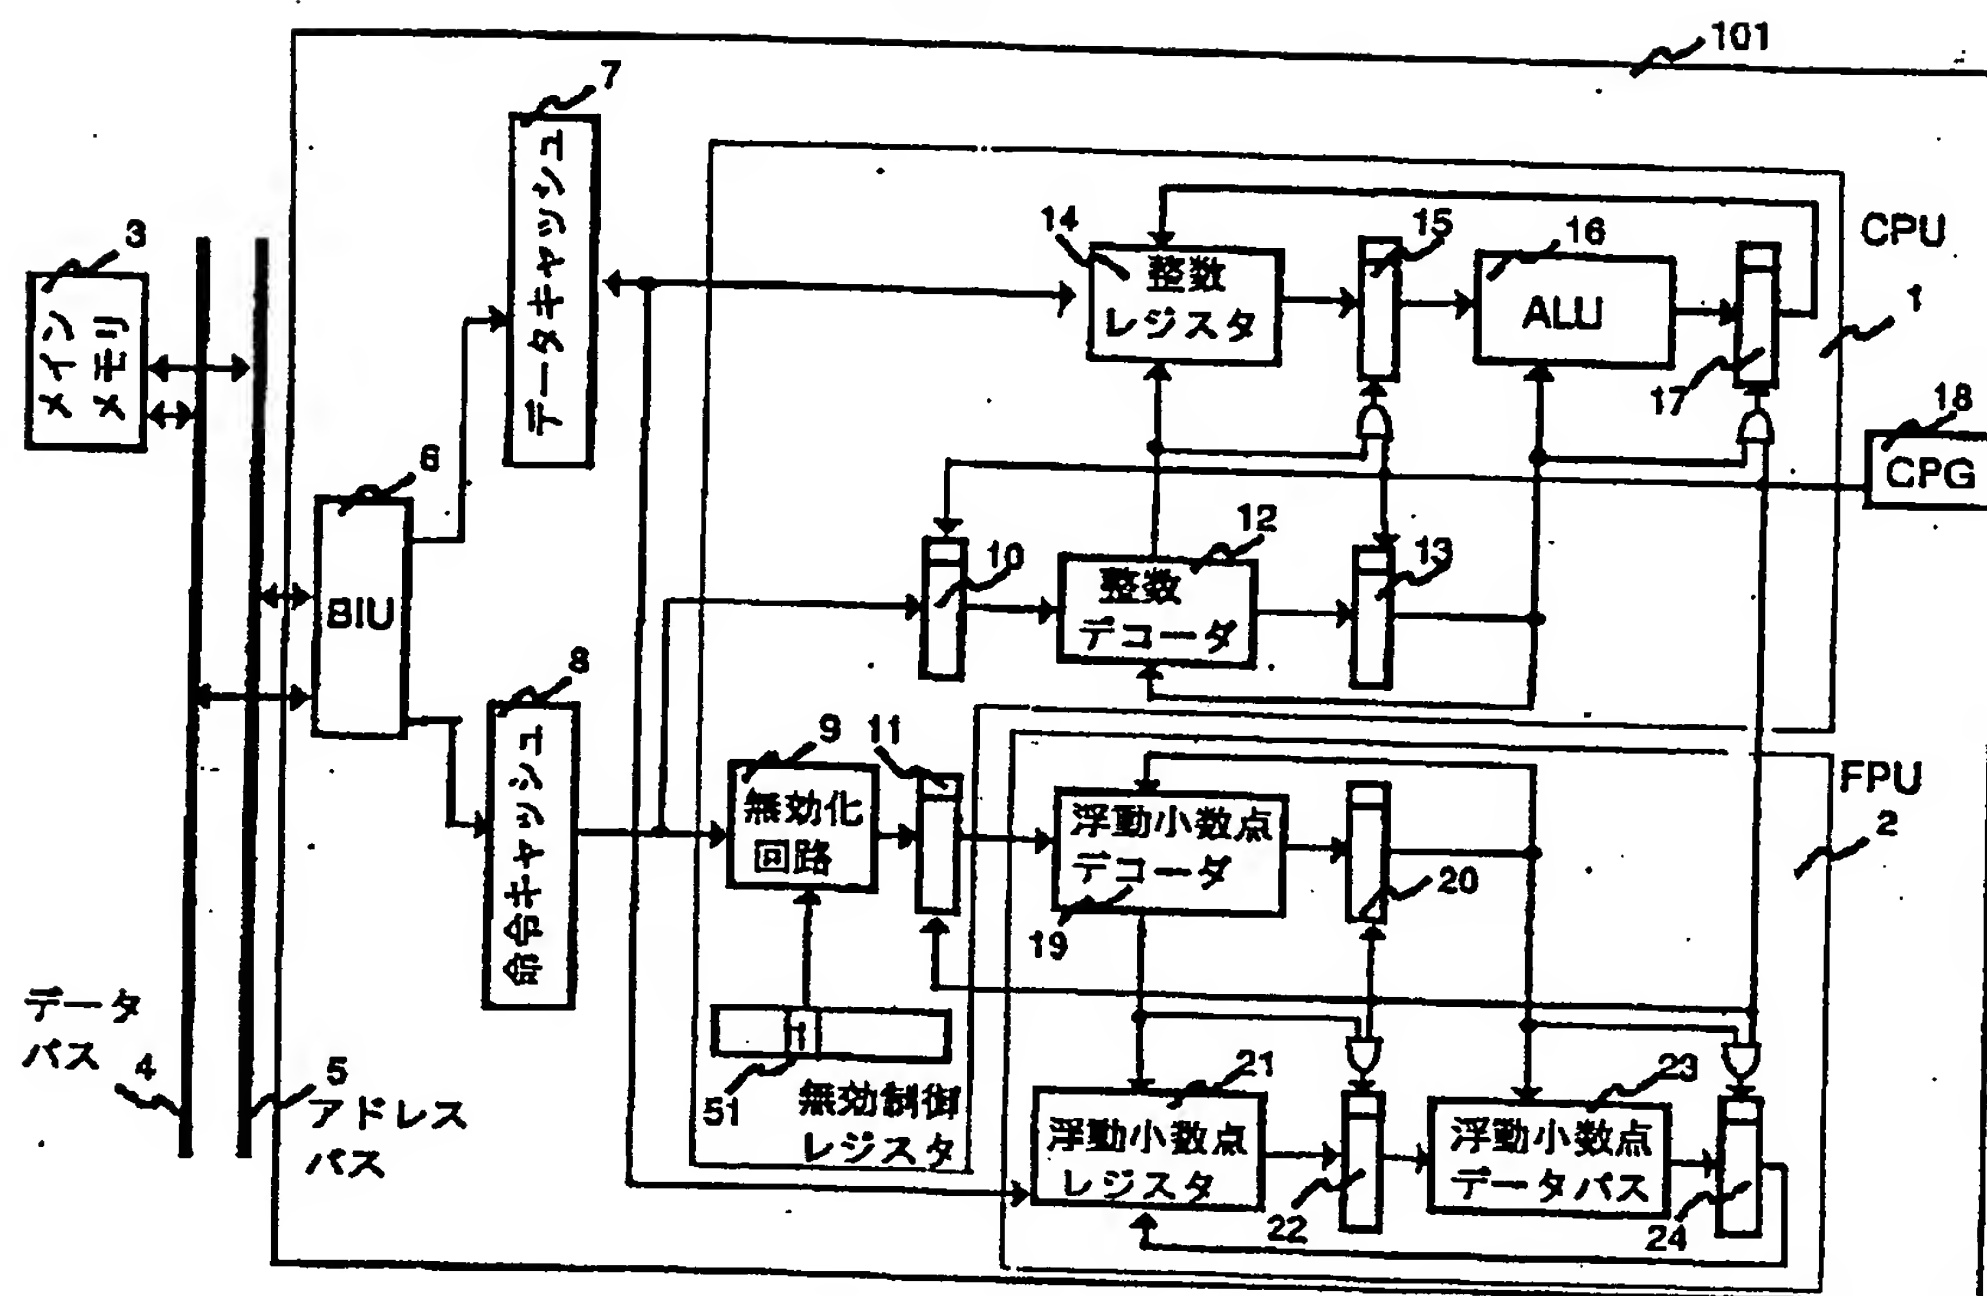 101
7
データキャッシュ
3
メイン
メモリ
14
整数
レジスタ
15
16
ALU
17
CPU
1
18
CPG
6
BIU
10
12
整数
デコーダ
13
8
命令キャッシュ
9
無効化
回路
11
浮動小数点
デコーダ
19
20
FPU
2
データ
バス
4
5
アドレス
バス
51
無効制御
レジスタ
21
浮動小数点
レジスタ
22
23
浮動小数点
データパス
24